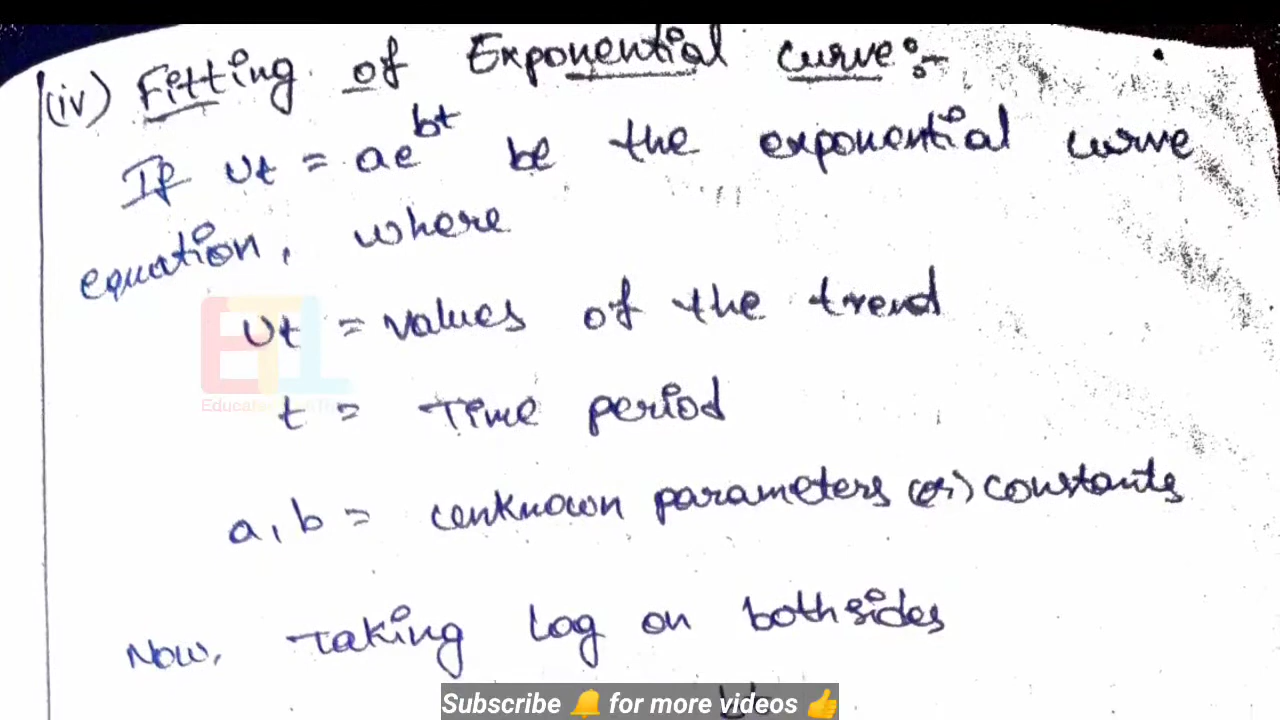 (iv) Fitting of Exponential curve:-
If Ut = ae^bt be the exponential curve
equation, where
Ut = values of the trend
t = Time period
a, b = unknown parameters (or) constants
Now, Taking Log on bothsides
Subscribe 🔔 for more videos 👍